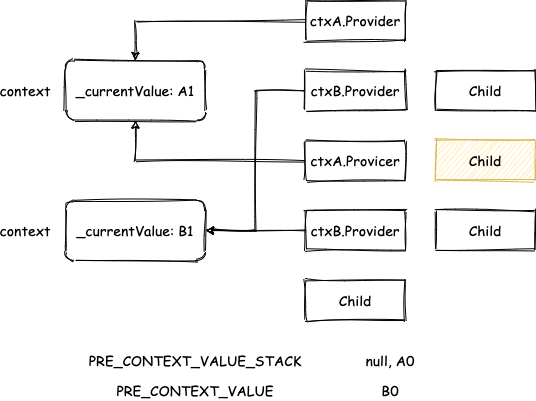 ctxA.Provider
context
_currentValue: A1
ctxB.Provider
Child
ctxA.Provicer
Child
context
_currentValue: B1
ctxB.Provider
Child
Child
PRE_CONTEXT_VALUE_STACK null, A0
PRE_CONTEXT_VALUE B0